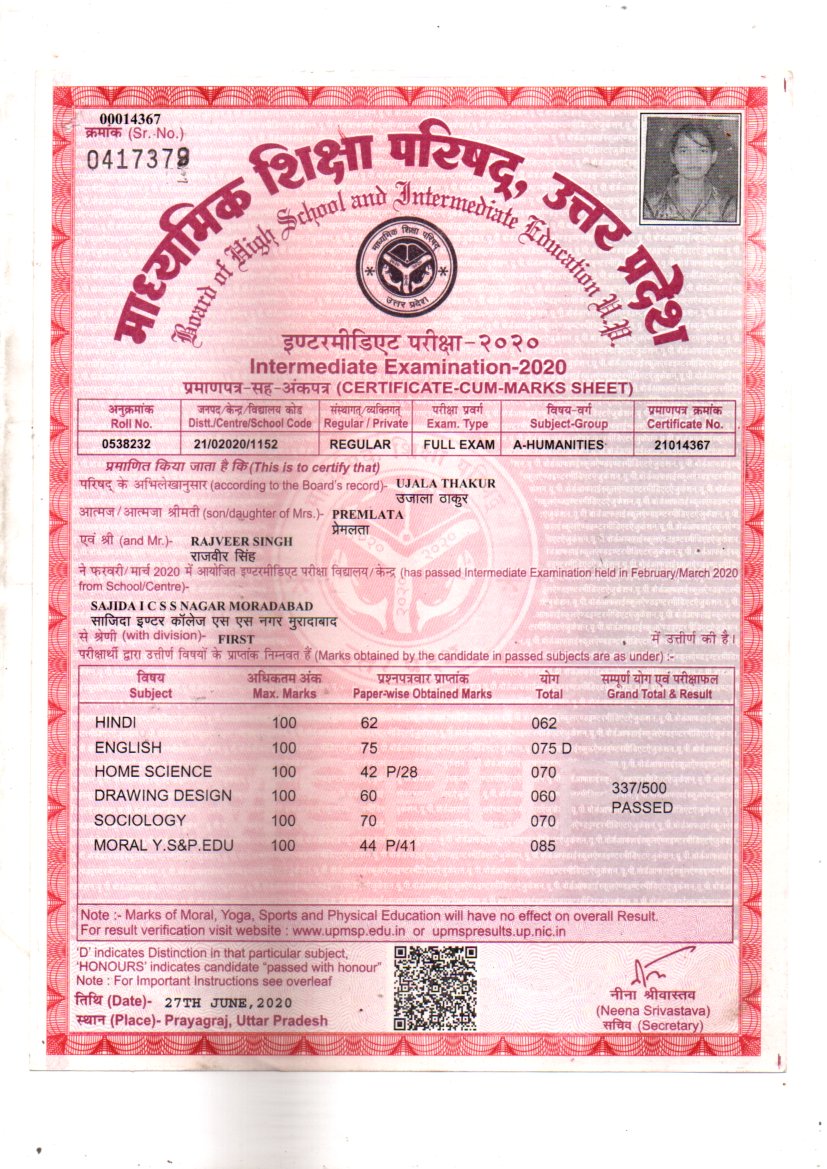 00014367
क्रमांक (Sr. No.)
0417379
माध्यमिक शिक्षा परिषद्, उत्तर प्रदेश
Board of High School and Intermediate Education U.P.
माध्यमिक शिक्षा परिषद्
उत्तर प्रदेश
इण्टरमीडिएट परीक्षा-२०२०
Intermediate Examination-2020
प्रमाणपत्र-सह-अंकपत्र (CERTIFICATE-CUM-MARKS SHEET)
अनुक्रमांक जनपद/केन्द्र/विद्यालय कोड संस्थागत/व्यक्तिगत परीक्षा प्रवर्ग विषय-वर्ग प्रमाणपत्र क्रमांक
Roll No. Distt./Centre/School Code Regular / Private Exam. Type Subject-Group Certificate No.
0538232 21/02020/1152 REGULAR FULL EXAM A-HUMANITIES 21014367
प्रमाणित किया जाता है कि (This is to certify that)
परिषद् के अभिलेखानुसार (according to the Board's record)- UJALA THAKUR
उजाला ठाकुर
आत्मज/आत्मजा श्रीमती (son/daughter of Mrs.)- PREMLATA
प्रेमलता
एवं श्री (and Mr.)- RAJVEER SINGH
राजवीर सिंह
ने फरवरी/मार्च 2020 में आयोजित इण्टरमीडिएट परीक्षा विद्यालय/केन्द्र (has passed Intermediate Examination held in February/March 2020
from School/Centre)-
SAJIDA I C S S NAGAR MORADABAD
साजिदा इण्टर कॉलेज एस एस नगर मुरादाबाद
से श्रेणी (with division)- FIRST में उत्तीर्ण की है।
परीक्षार्थी द्वारा उत्तीर्ण विषयों के प्राप्तांक निम्नवत हैं (Marks obtained by the candidate in passed subjects are as under) :-
विषय अधिकतम अंक प्रश्नपत्रवार प्राप्तांक योग सम्पूर्ण योग एवं परीक्षाफल
Subject Max. Marks Paper-wise Obtained Marks Total Grand Total & Result
HINDI 100 62 062
ENGLISH 100 75 075 D
HOME SCIENCE 100 42 P/28 070
337/500
DRAWING DESIGN 100 60 060
PASSED
SOCIOLOGY 100 70 070
MORAL Y.S&P.EDU 100 44 P/41 085
Note :- Marks of Moral, Yoga, Sports and Physical Education will have no effect on overall Result.
For result verification visit website : www.upmsp.edu.in or upmspresults.up.nic.in
'D' indicates Distinction in that particular subject,
'HONOURS' indicates candidate "passed with honour"
Note : For Important Instructions see overleaf
तिथि (Date)- 27TH JUNE,2020
स्थान (Place)- Prayagraj, Uttar Pradesh
नीना श्रीवास्तव
(Neena Srivastava)
सचिव (Secretary)